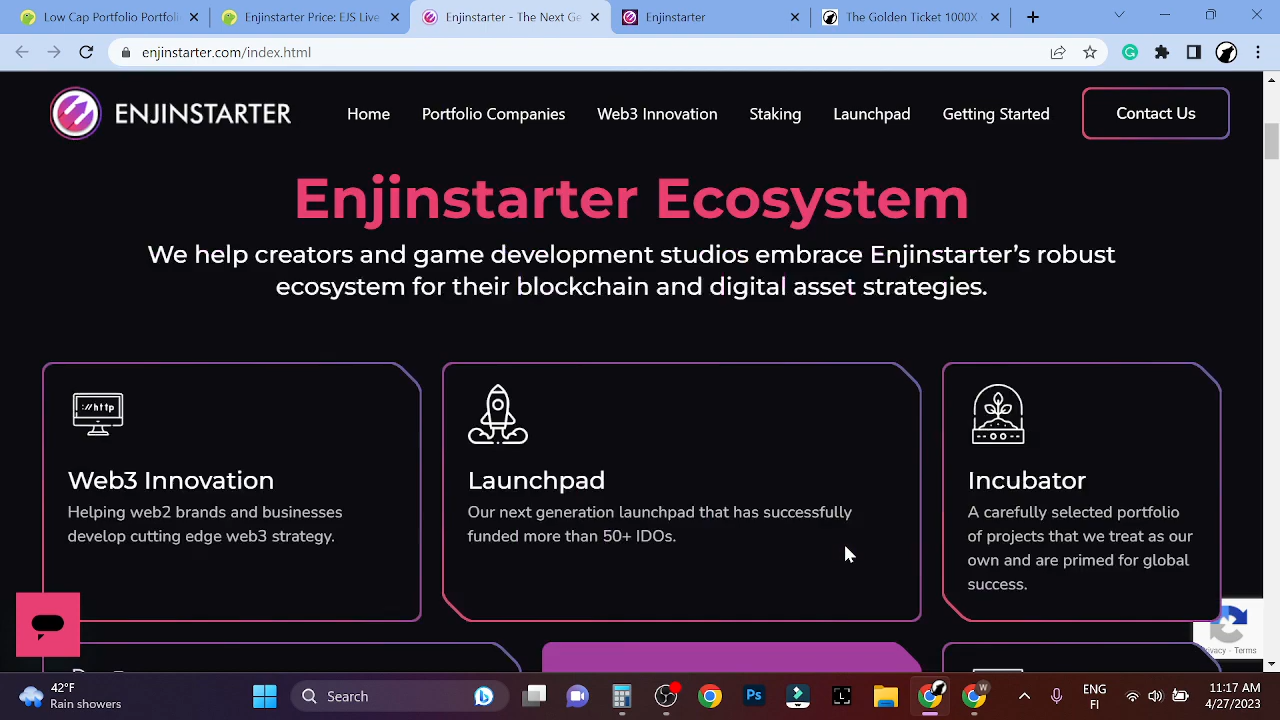 Low Cap Portfolio Portfoli
Enjinstarter Price: EJS Live
Enjinstarter - The Next Ge
Enjinstarter
The Golden Ticket 1000X
enjinstarter.com/index.html
ENJINSTARTER
Home
Portfolio Companies
Web3 Innovation
Staking
Launchpad
Getting Started
Contact Us
Enjinstarter Ecosystem
We help creators and game development studios embrace Enjinstarter’s robust
ecosystem for their blockchain and digital asset strategies.
://http
Web3 Innovation
Helping web2 brands and businesses
develop cutting edge web3 strategy.
Launchpad
Our next generation launchpad that has successfully
funded more than 50+ IDOs.
Incubator
A carefully selected portfolio
of projects that we treat as our
own and are primed for global
success.
Privacy - Terms
42°F
Rain showers
Search
Ps
L
W
ENG
FI
11:17 AM
4/27/2023